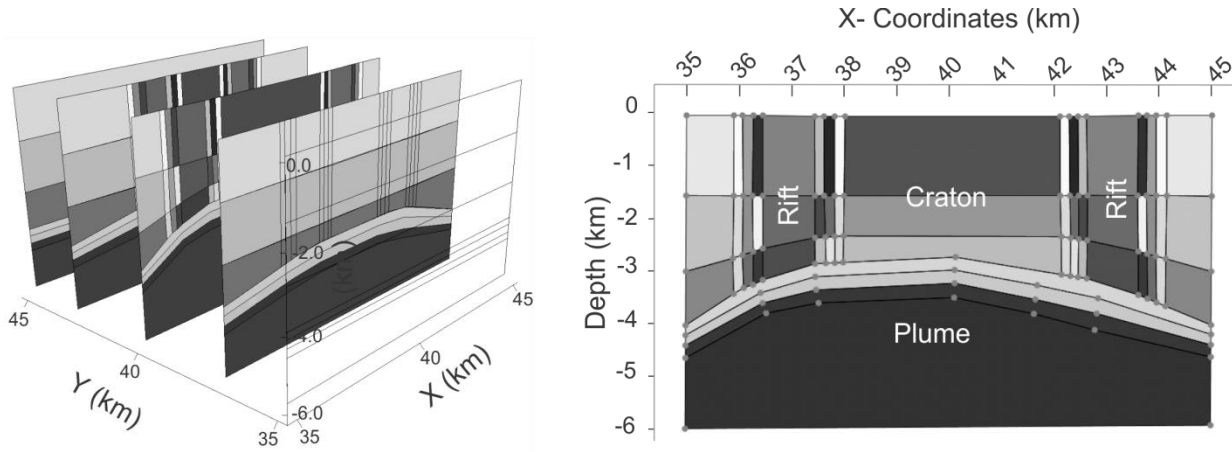 0.0
-2.0
(km)
-4.0
-6.0
45
40
35
Y (km)
35
40
45
X (km)
X- Coordinates (km)
35 36 37 38 39 40 42 43 44 45
Depth (km)
0
-1
-2
-3
-4
-5
-6
Rift
Craton
Rift
Plume